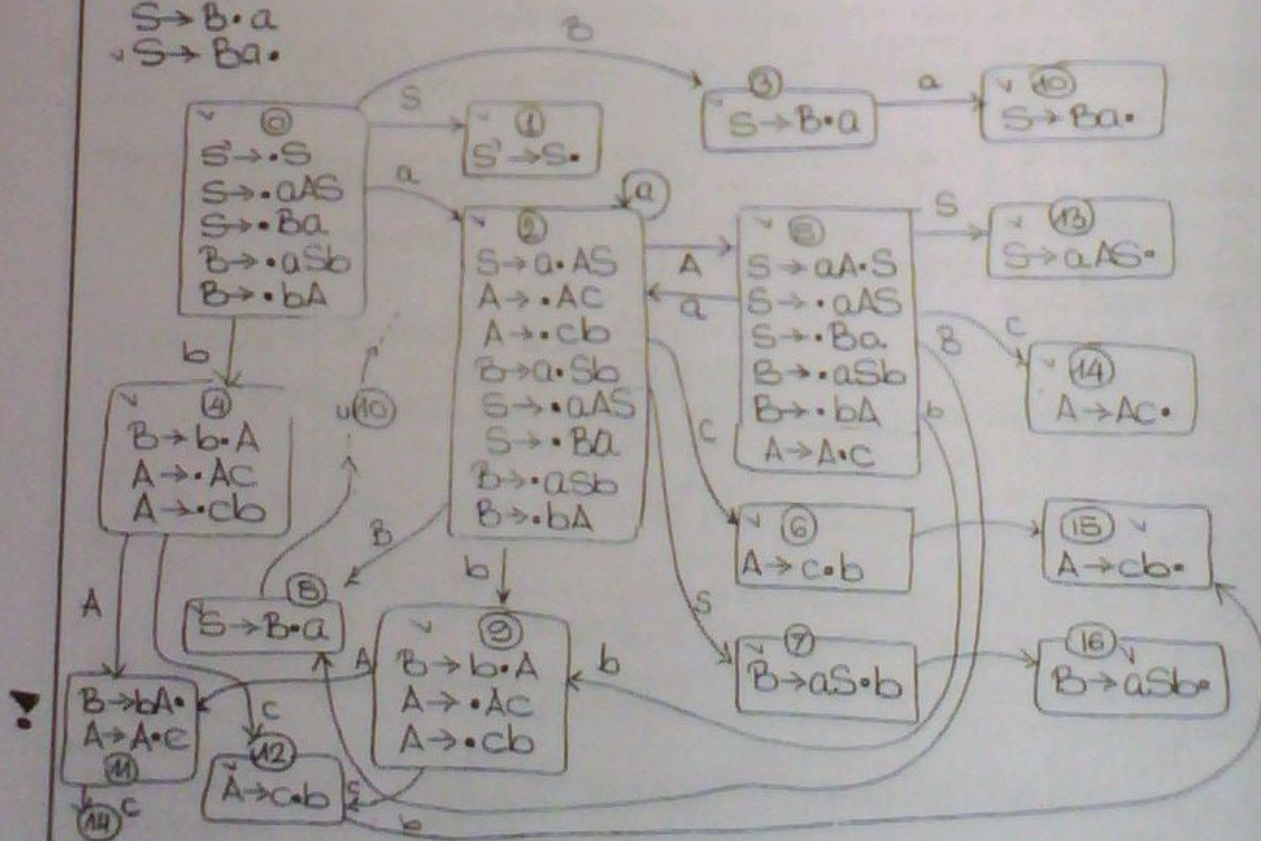 S→B•a
S→Ba•
B
3
S→B•a
a
10
S→Ba•
0
S'→•S
S→•aAS
S→•Ba
B→•aSb
B→•bA
S
1
S'→S•
a
a
2
S→a•AS
A→•Ac
A→•cb
B→a•Sb
S→•aAS
S→•Ba
B→•aSb
B→•bA
A
a
5
S→aA•S
S→•aAS
S→•Ba
B→•aSb
B→•bA
A→A•c
S
13
S→aAS•
c
14
A→Ac•
B
b
b
4
B→b•A
A→•Ac
A→•cb
10
c
6
A→c•b
15
A→cb•
A
B
b
8
S→B•a
S
7
B→aS•b
16
B→aSb•
9
B→b•A
A→•Ac
A→•cb
A
b
B→bA•
A→A•c
11
c
14
c
12
A→c•b
c
b